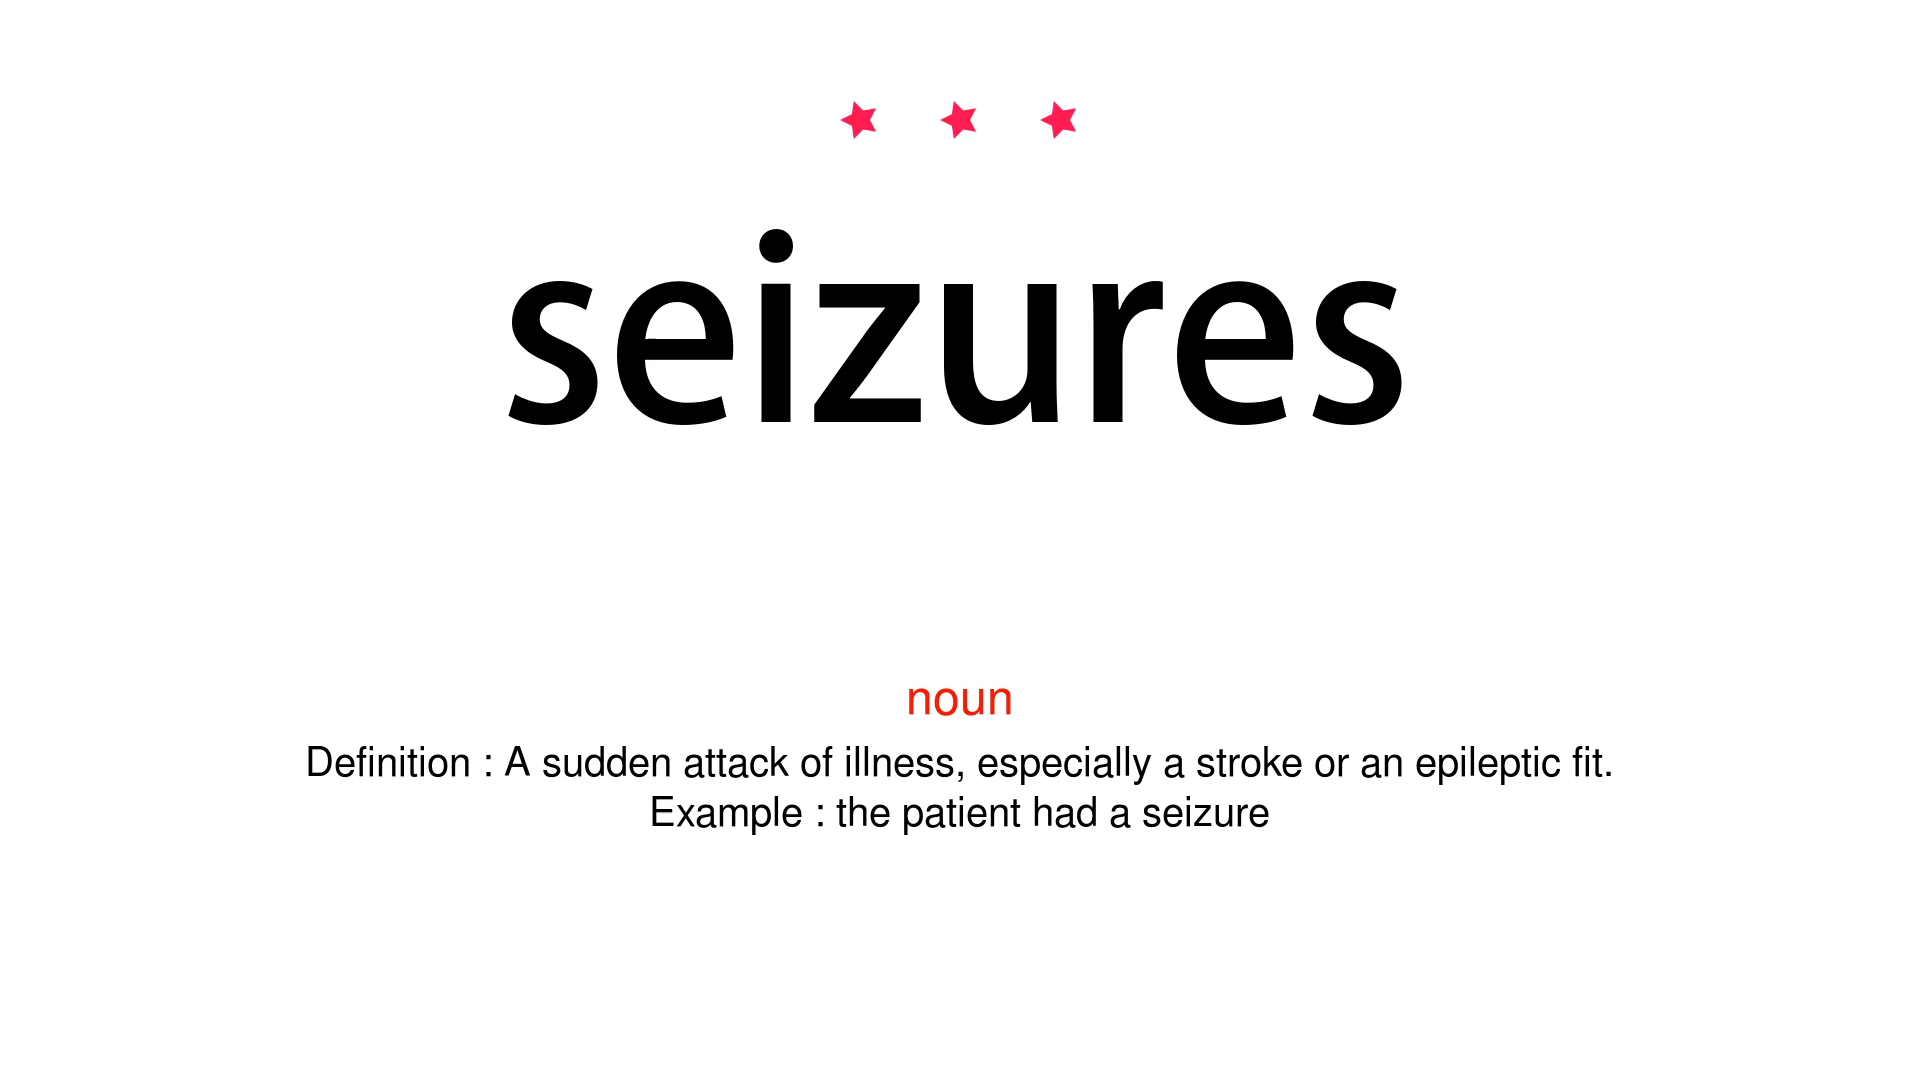 seizures
noun
Definition : A sudden attack of illness, especially a stroke or an epileptic fit.
Example : the patient had a seizure